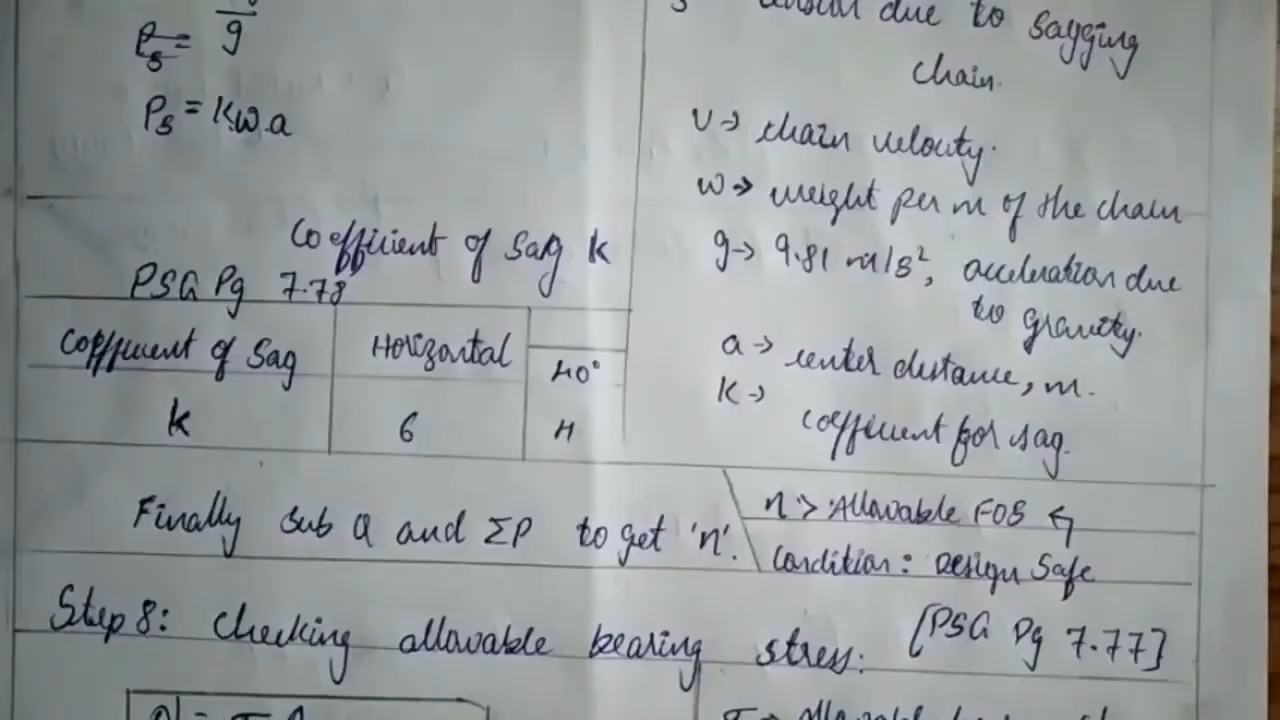 g
Ps =
Ps = K.w.a
due to sagging
chain.
v → chain velocity.
w → weight per m of the chain
g → 9.81 m/s², acceleration due
to gravity.
a → center distance, m.
K →
coefficient for sag.
Coefficient of Sag k
PSG Pg 7.78
Coefficient of Sag Horizontal 40°
k 6 4
Finally sub Q and ΣP to get 'n'.
n > Allowable FOS
Condition: Design Safe
Step 8: Checking allowable bearing stress. [PSG Pg 7.77]